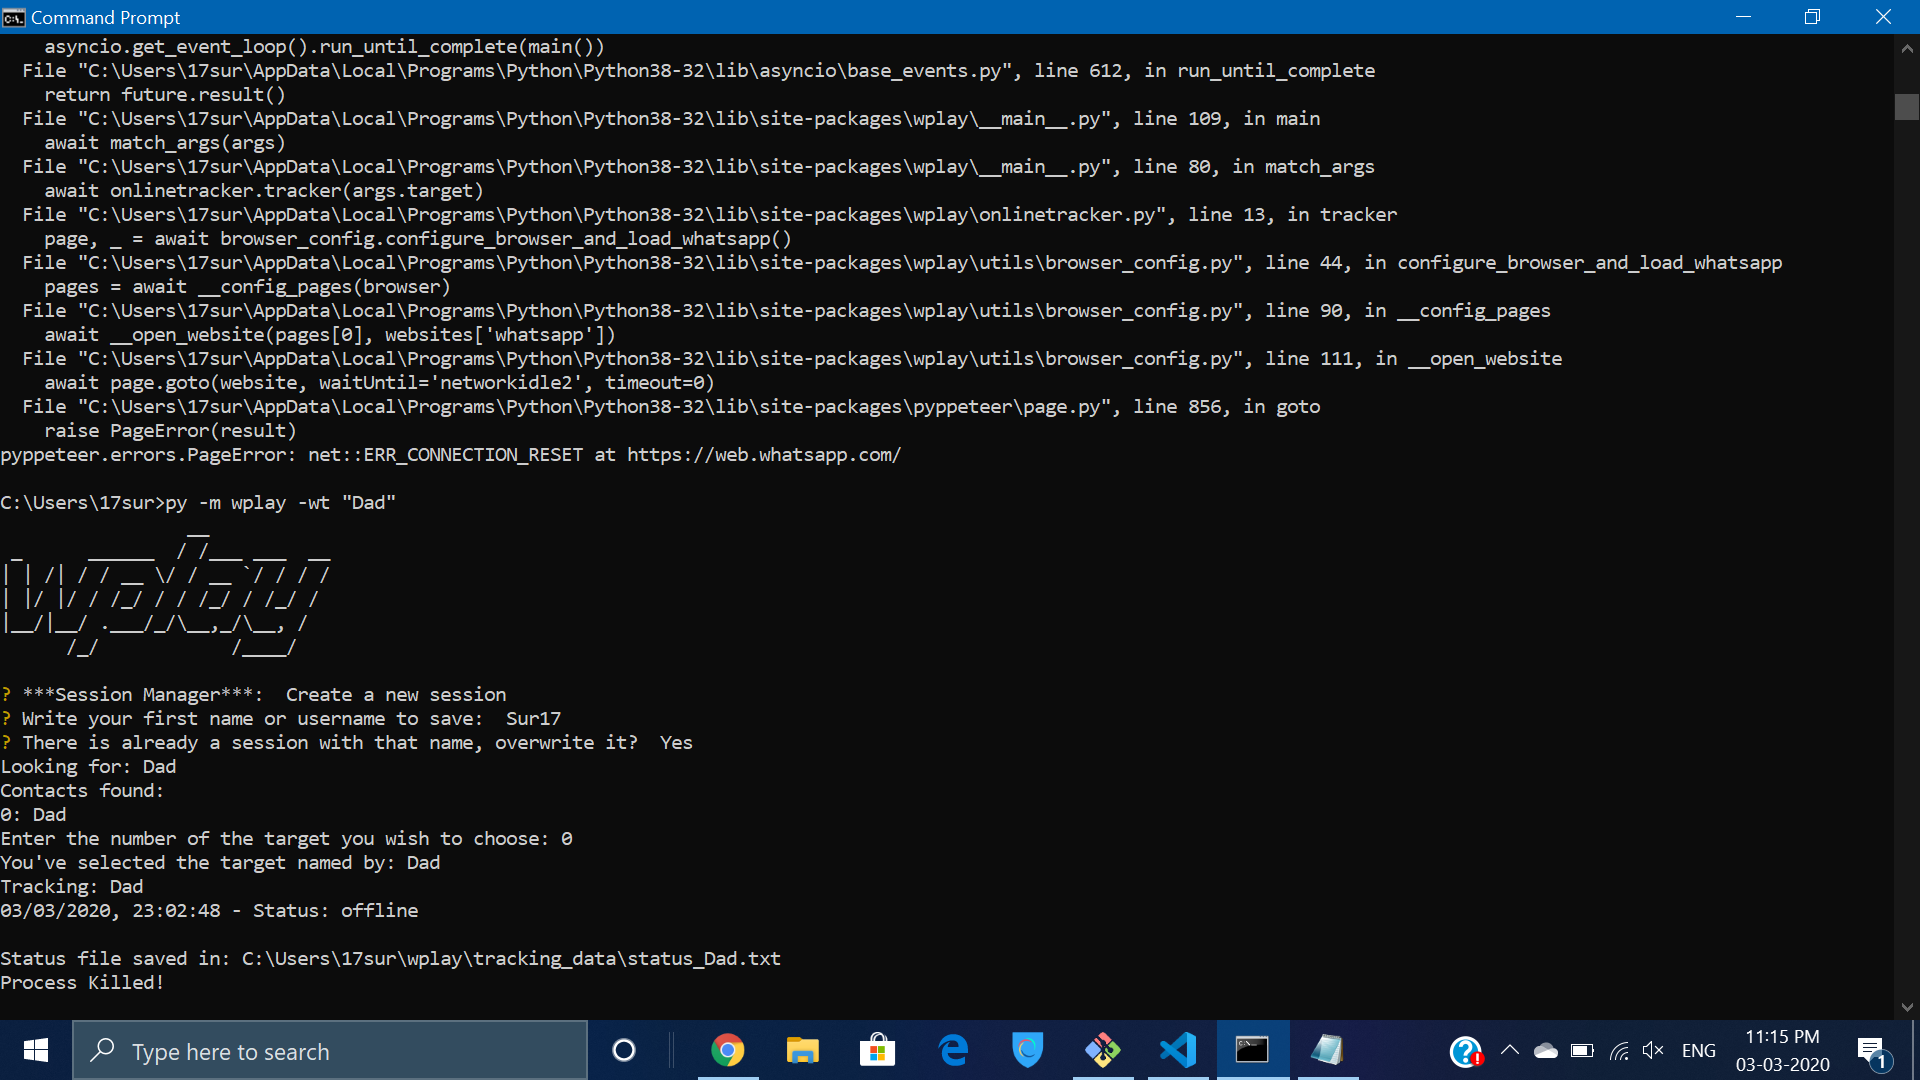 Command Prompt
    asyncio.get_event_loop().run_until_complete(main())
  File "C:\Users\17sur\AppData\Local\Programs\Python\Python38-32\lib\asyncio\base_events.py", line 612, in run_until_complete
    return future.result()
  File "C:\Users\17sur\AppData\Local\Programs\Python\Python38-32\lib\site-packages\wplay\__main__.py", line 109, in main
    await match_args(args)
  File "C:\Users\17sur\AppData\Local\Programs\Python\Python38-32\lib\site-packages\wplay\__main__.py", line 80, in match_args
    await onlinetracker.tracker(args.target)
  File "C:\Users\17sur\AppData\Local\Programs\Python\Python38-32\lib\site-packages\wplay\onlinetracker.py", line 13, in tracker
    page, _ = await browser_config.configure_browser_and_load_whatsapp()
  File "C:\Users\17sur\AppData\Local\Programs\Python\Python38-32\lib\site-packages\wplay\utils\browser_config.py", line 44, in configure_browser_and_load_whatsapp
    pages = await __config_pages(browser)
  File "C:\Users\17sur\AppData\Local\Programs\Python\Python38-32\lib\site-packages\wplay\utils\browser_config.py", line 90, in __config_pages
    await __open_website(pages[0], websites['whatsapp'])
  File "C:\Users\17sur\AppData\Local\Programs\Python\Python38-32\lib\site-packages\wplay\utils\browser_config.py", line 111, in __open_website
    await page.goto(website, waitUntil='networkidle2', timeout=0)
  File "C:\Users\17sur\AppData\Local\Programs\Python\Python38-32\lib\site-packages\pyppeteer\page.py", line 856, in goto
    raise PageError(result)
pyppeteer.errors.PageError: net::ERR_CONNECTION_RESET at https://web.whatsapp.com/
C:\Users\17sur>py -m wplay -wt "Dad"
wplay
? ***Session Manager***:  Create a new session
? Write your first name or username to save:  Sur17
? There is already a session with that name, overwrite it?  Yes
Looking for: Dad
Contacts found:
0: Dad
Enter the number of the target you wish to choose: 0
You've selected the target named by: Dad
Tracking: Dad
03/03/2020, 23:02:48 - Status: offline
Status file saved in: C:\Users\17sur\wplay\tracking_data\status_Dad.txt
Process Killed!
Type here to search
ENG
11:15 PM
03-03-2020
1